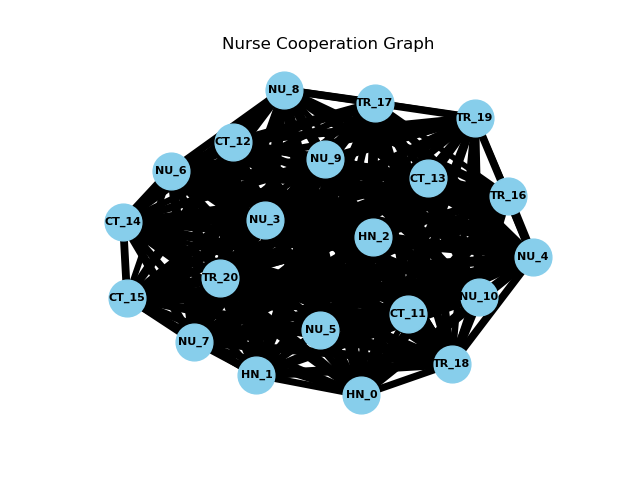 Nurse Cooperation Graph
NU_8
TR_17
TR_19
CT_12
NU_9
NU_6
CT_13
TR_16
CT_14
NU_3
HN_2
NU_4
TR_20
CT_15
NU_10
CT_11
NU_5
NU_7
TR_18
HN_1
HN_0